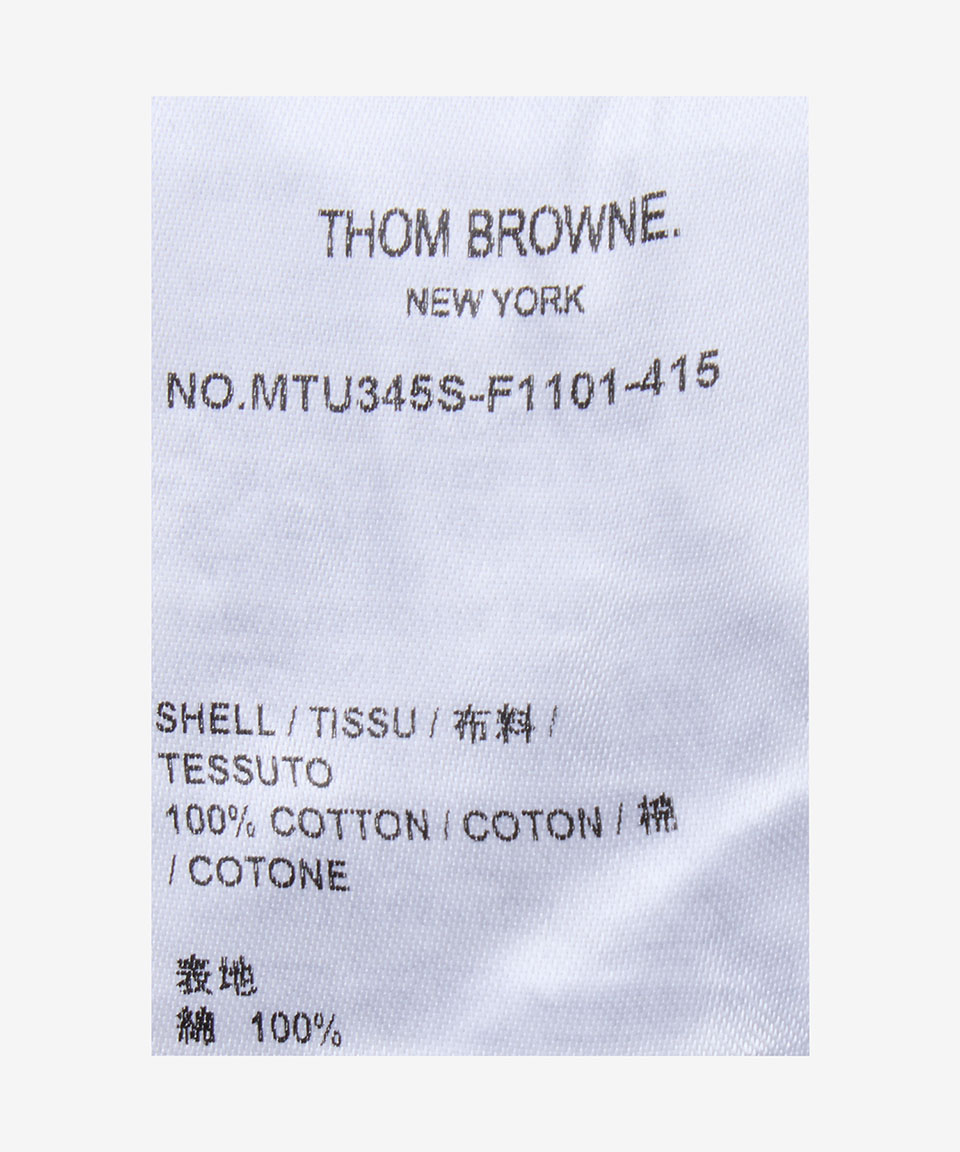 THOM BROWNE.
NEW YORK
NO.MTU345S-F1101-415
SHELL / TISSU / 布料 /
TESSUTO
100% COTTON / COTON / 棉
/ COTONE
表地
綿 100%